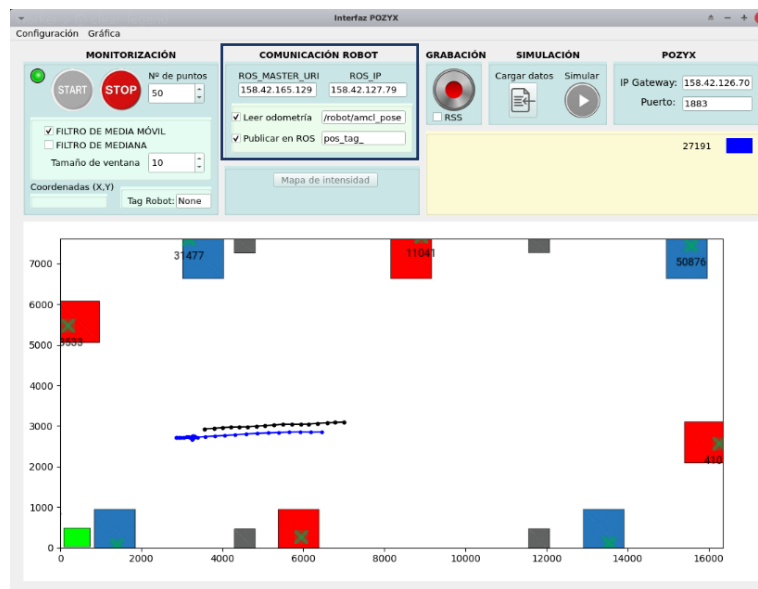 Interfaz POZYX
Configuración Gráfica
MONITORIZACIÓN
START
STOP
Nº de puntos
50
FILTRO DE MEDIA MÓVIL
FILTRO DE MEDIANA
Tamaño de ventana 10
Coordenadas (X,Y)
Tag Robot: None
COMUNICACIÓN ROBOT
ROS_MASTER_URI ROS_IP
158.42.165.129 158.42.127.79
Leer odometría /robot/amcl_pose
Publicar en ROS pos_tag_
Mapa de intensidad
GRABACIÓN
RSS
SIMULACIÓN
Cargar datos Simular
POZYX
IP Gateway: 158.42.126.70
Puerto: 1883
27191
31477 11041 50876
3533
410
7000
6000
5000
4000
3000
2000
1000
0
0 2000 4000 6000 8000 10000 12000 14000 16000